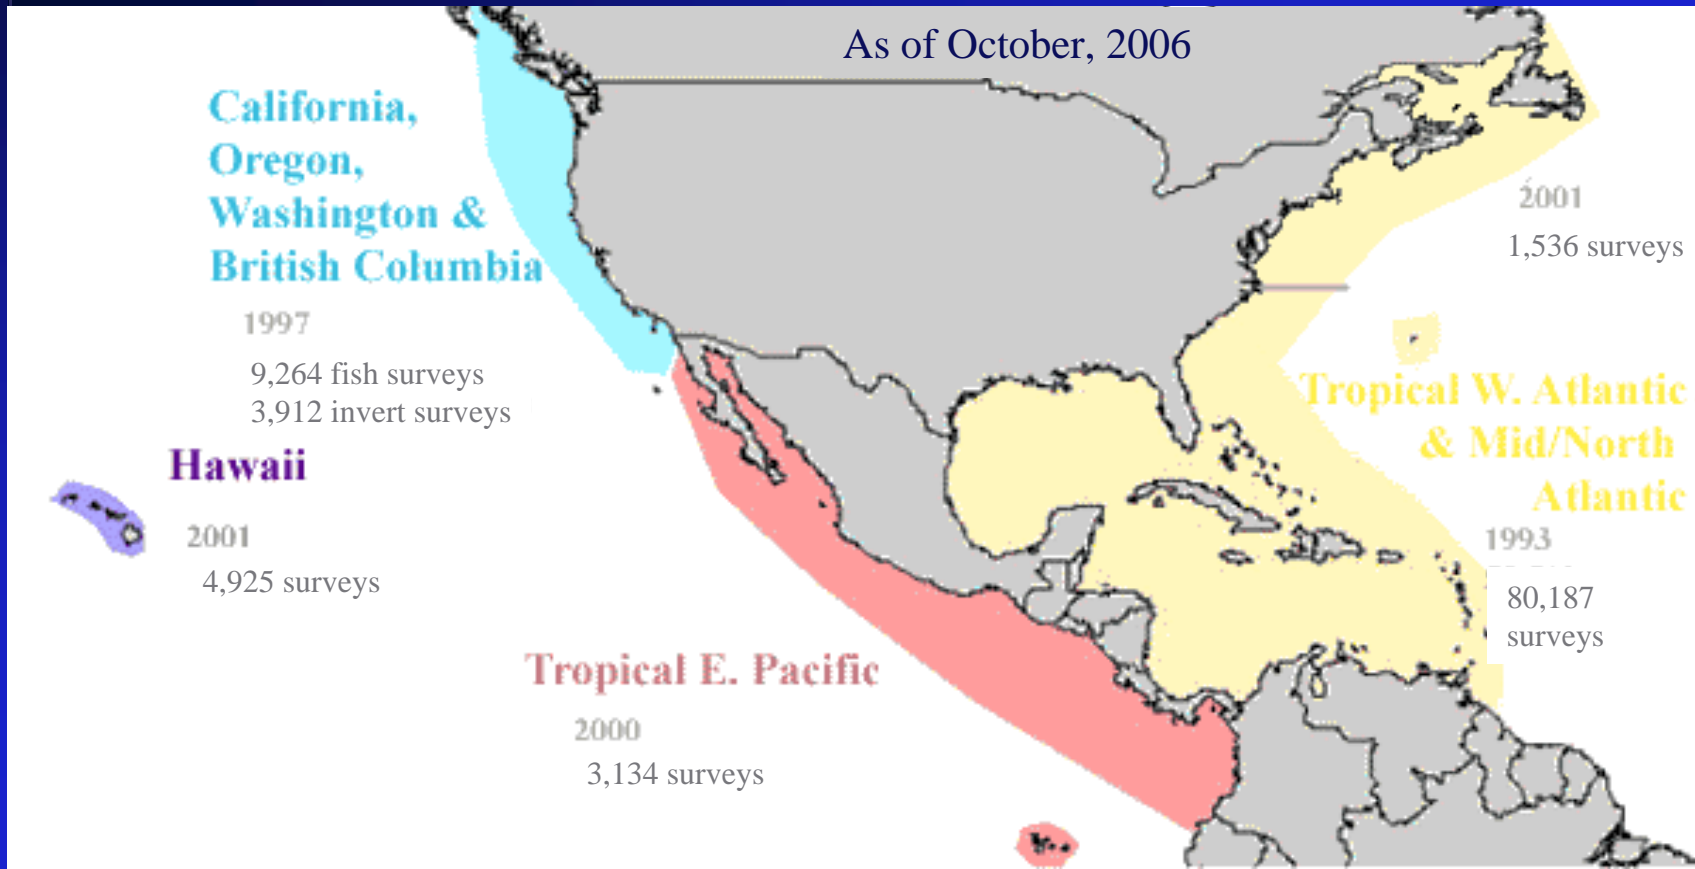 As of October, 2006
California,
Oregon,
Washington &
British Columbia
1997
9,264 fish surveys
3,912 invert surveys
Hawaii
2001
4,925 surveys
Tropical E. Pacific
2000
3,134 surveys
2001
1,536 surveys
Tropical W. Atlantic
& Mid/North
Atlantic
1993
80,187
surveys